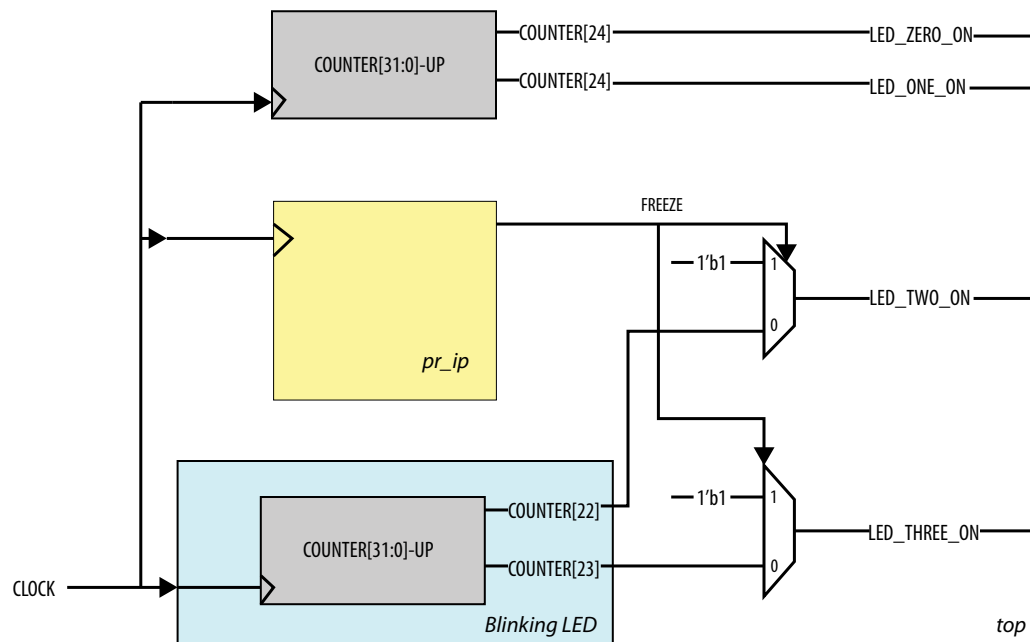 COUNTER[31:0]-UP
COUNTER[24]
LED_ZERO_ON
COUNTER[24]
LED_ONE_ON
FREEZE
1'b1
1
LED_TWO_ON
0
pr_ip
1'b1
1
COUNTER[22]
COUNTER[31:0]-UP
LED_THREE_ON
COUNTER[23]
0
CLOCK
Blinking LED
top